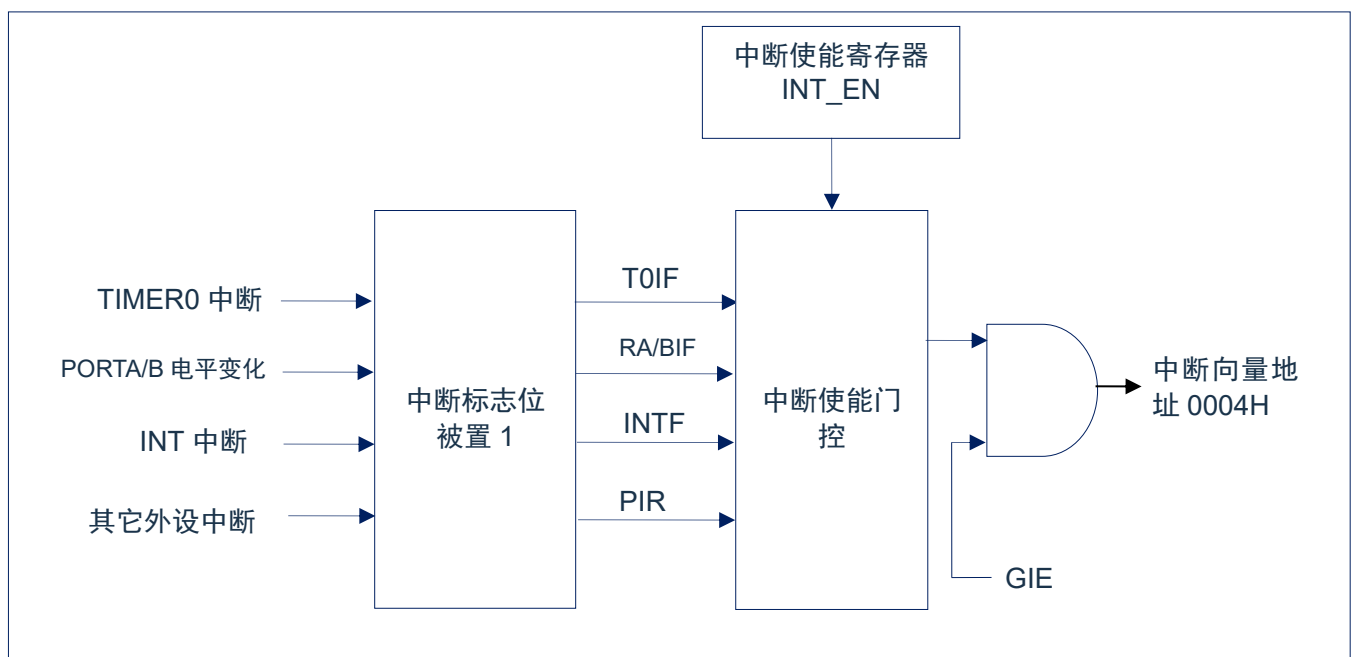 中断使能寄存器
INT_EN
TIMER0 中断
PORTA/B 电平变化
INT 中断
其它外设中断
中断标志位
被置 1
T0IF
RA/BIF
INTF
PIR
中断使能门
控
GIE
中断向量地
址 0004H